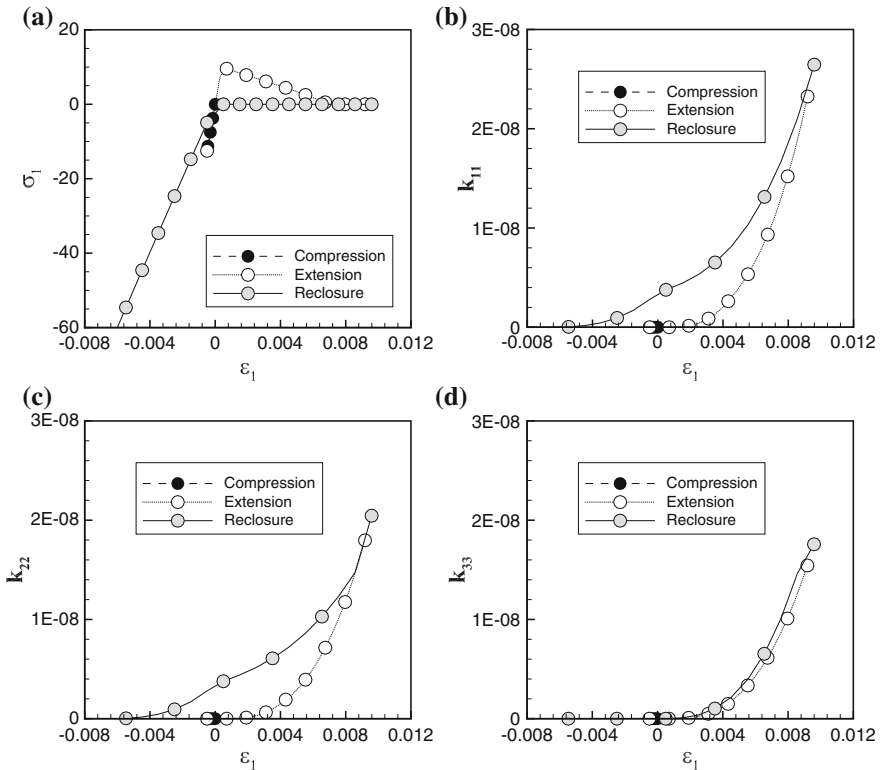 (a)
20
0
-20
-40
-60
σ1
Compression
Extension
Reclosure
-0.008 -0.004 0 0.004 0.008 0.012
ε1
(b)
3E-08
2E-08
1E-08
0
k11
Compression
Extension
Reclosure
-0.008 -0.004 0 0.004 0.008 0.012
ε1
(c)
3E-08
2E-08
1E-08
0
k22
Compression
Extension
Reclosure
-0.008 -0.004 0 0.004 0.008 0.012
ε1
(d)
3E-08
2E-08
1E-08
0
k33
Compression
Extension
Reclosure
-0.008 -0.004 0 0.004 0.008 0.012
ε1